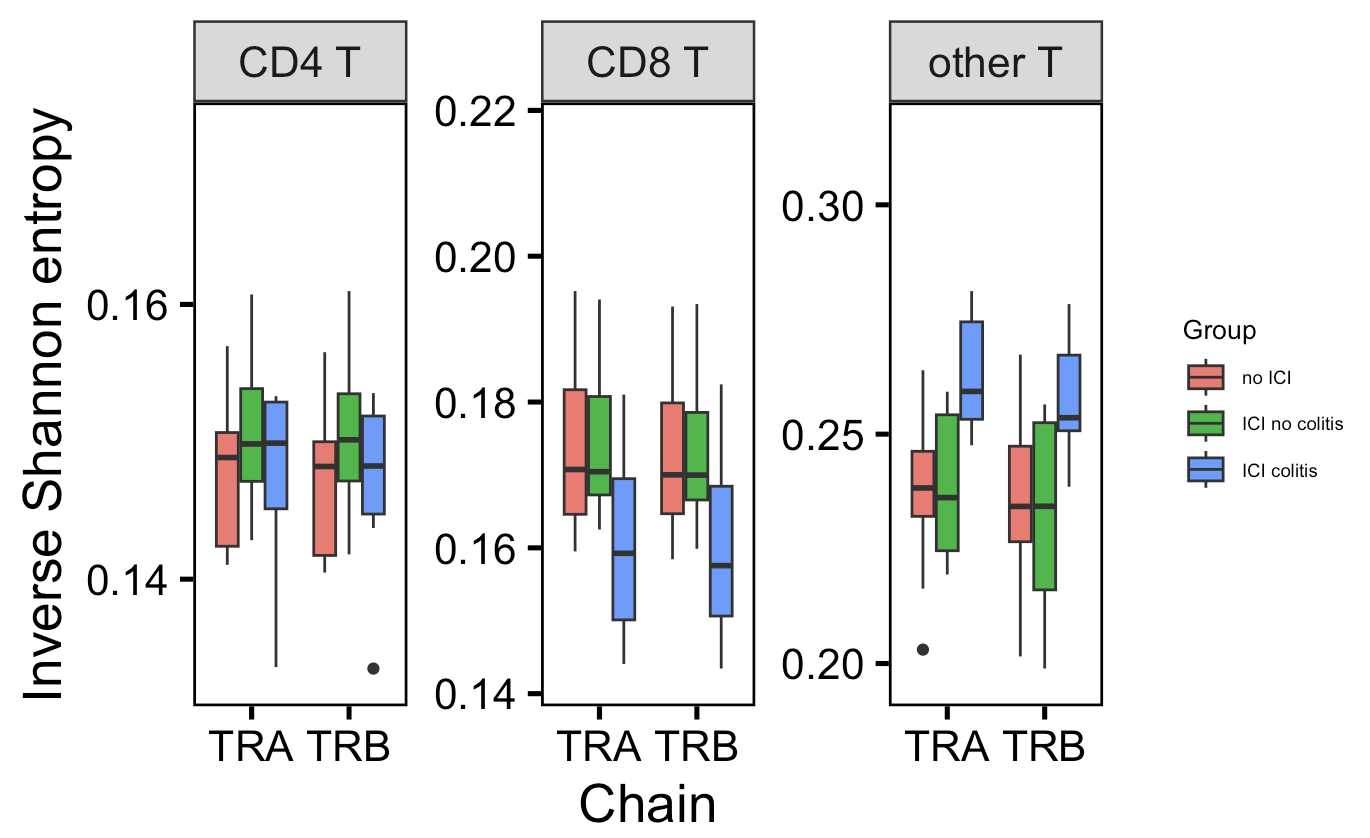 CD4 T
CD8 T
other T
Inverse Shannon entropy
0.16
0.14
0.22
0.20
0.18
0.16
0.14
0.30
0.25
0.20
TRA TRB
TRA TRB
TRA TRB
Chain
Group
no ICI
ICI no colitis
ICI colitis